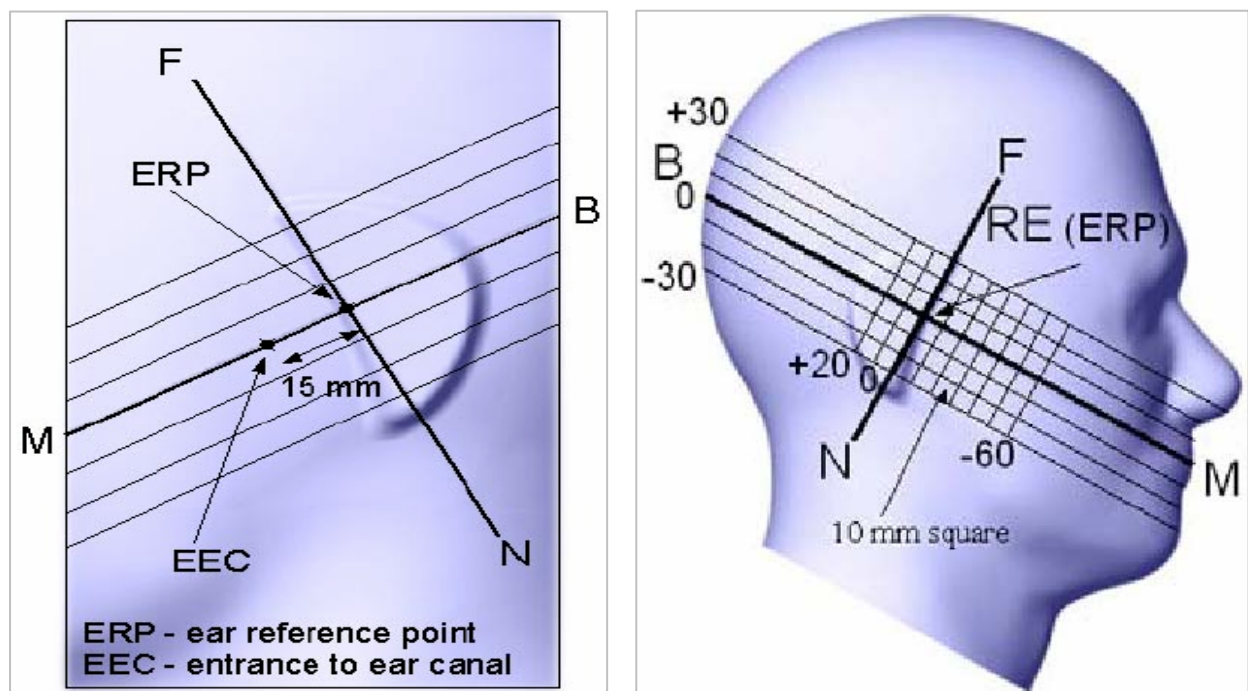 F
ERP
B
15 mm
M
EEC
N
ERP - ear reference point
EEC - entrance to ear canal
+30
B
F
0
RE (ERP)
-30
+20
0
N
-60
M
10 mm square